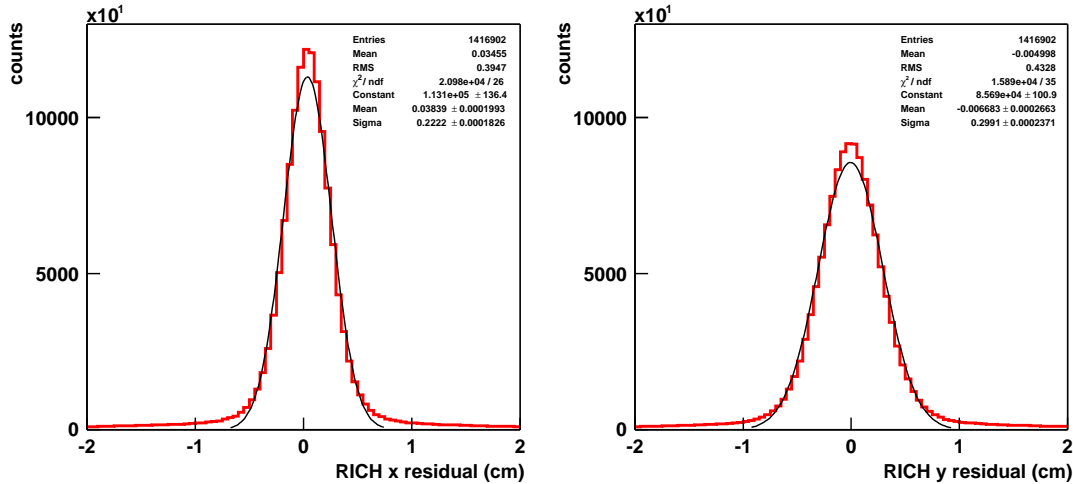 ×10¹
counts
Entries 1416902
Mean 0.03455
RMS 0.3947
χ²/ ndf 2.098e+04 / 26
Constant 1.131e+05 ± 136.4
Mean 0.03839 ± 0.0001993
Sigma 0.2222 ± 0.0001826
10000
5000
0
-2 -1 0 1 2
RICH x residual (cm)
×10¹
counts
Entries 1416902
Mean -0.004998
RMS 0.4328
χ²/ ndf 1.589e+04 / 35
Constant 8.569e+04 ± 100.9
Mean -0.006683 ± 0.0002663
Sigma 0.2991 ± 0.0002371
10000
5000
0
-2 -1 0 1 2
RICH y residual (cm)